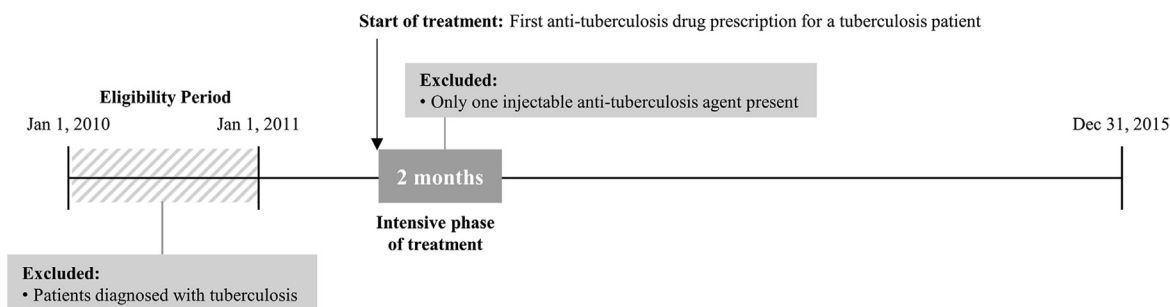 Start of treatment: First anti-tuberculosis drug prescription for a tuberculosis patient
Excluded:
• Only one injectable anti-tuberculosis agent present
Eligibility Period
Jan 1, 2010
Jan 1, 2011
Dec 31, 2015
2 months
Intensive phase
of treatment
Excluded:
• Patients diagnosed with tuberculosis